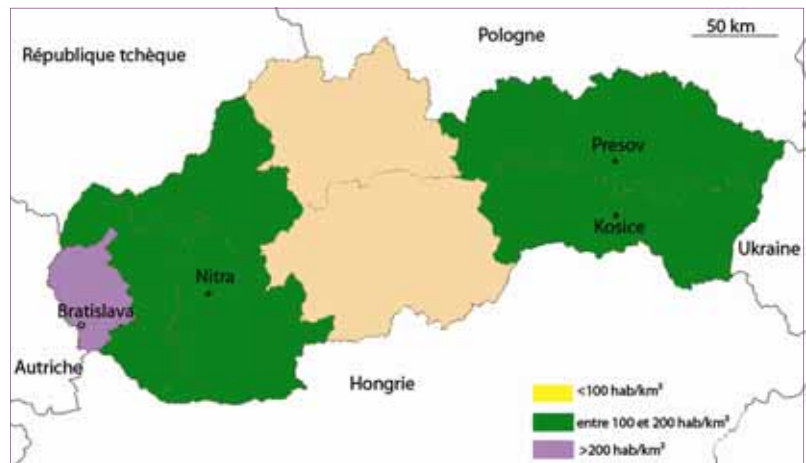 50 km
Pologne
République tchèque
Presov
Kosice
Ukraine
Nitra
Bratislava
Autriche
Hongrie
<100 hab/km²
entre 100 et 200 hab/km²
>200 hab/km²